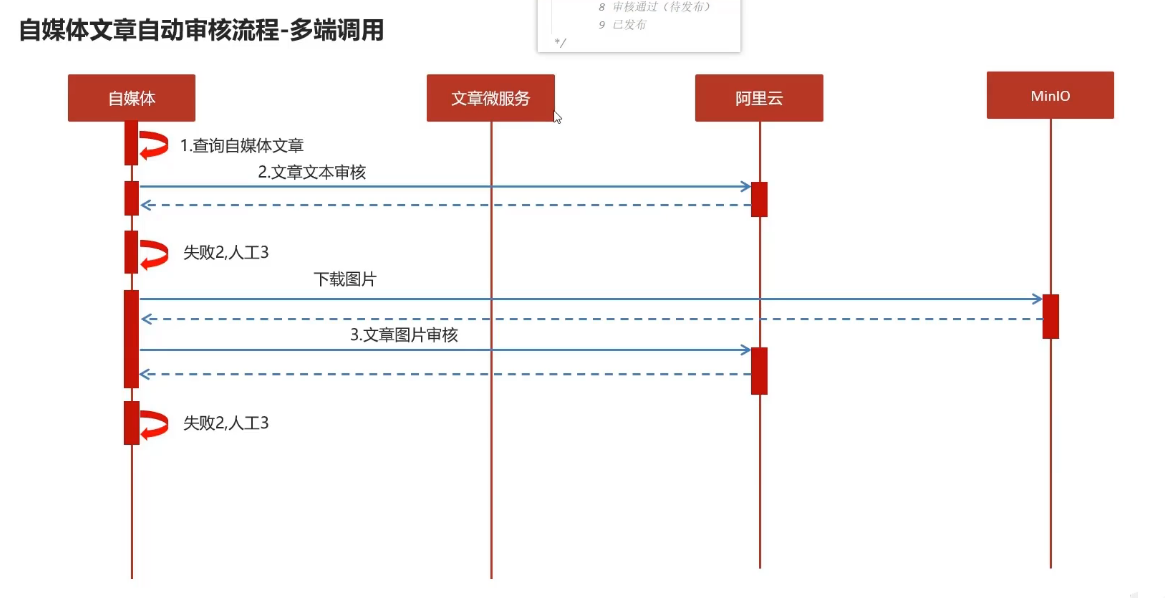 自媒体文章自动审核流程-多端调用
8 审核通过（待发布）
9 已发布
*/
自媒体
文章微服务
阿里云
MinIO
1.查询自媒体文章
2.文章文本审核
失败2,人工3
下载图片
3.文章图片审核
失败2,人工3